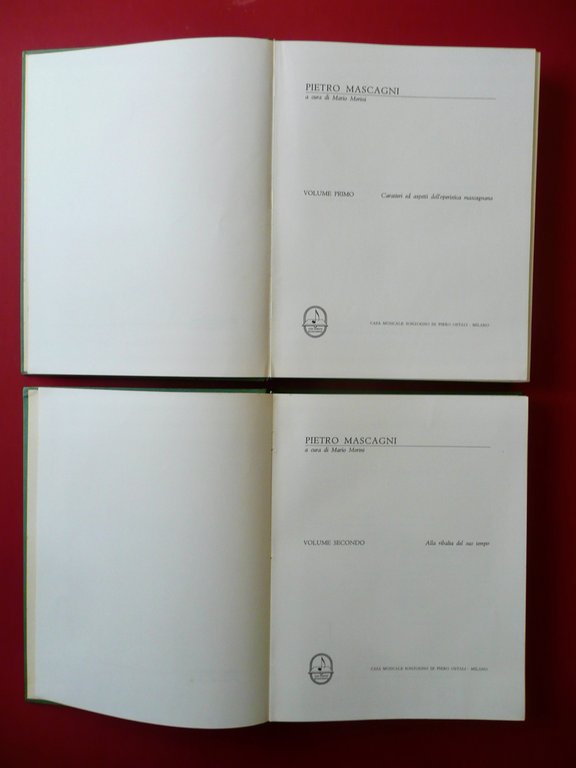 PIETRO MASCAGNI
a cura di Mario Morini
VOLUME PRIMO Caratteri ed aspetti dell'operistica mascagnana
CASA MUSICALE SONZOGNO DI PIERO OSTALI - MILANO
PIETRO MASCAGNI
a cura di Mario Morini
VOLUME SECONDO Alla ribalta del suo tempo
CASA MUSICALE SONZOGNO DI PIERO OSTALI - MILANO